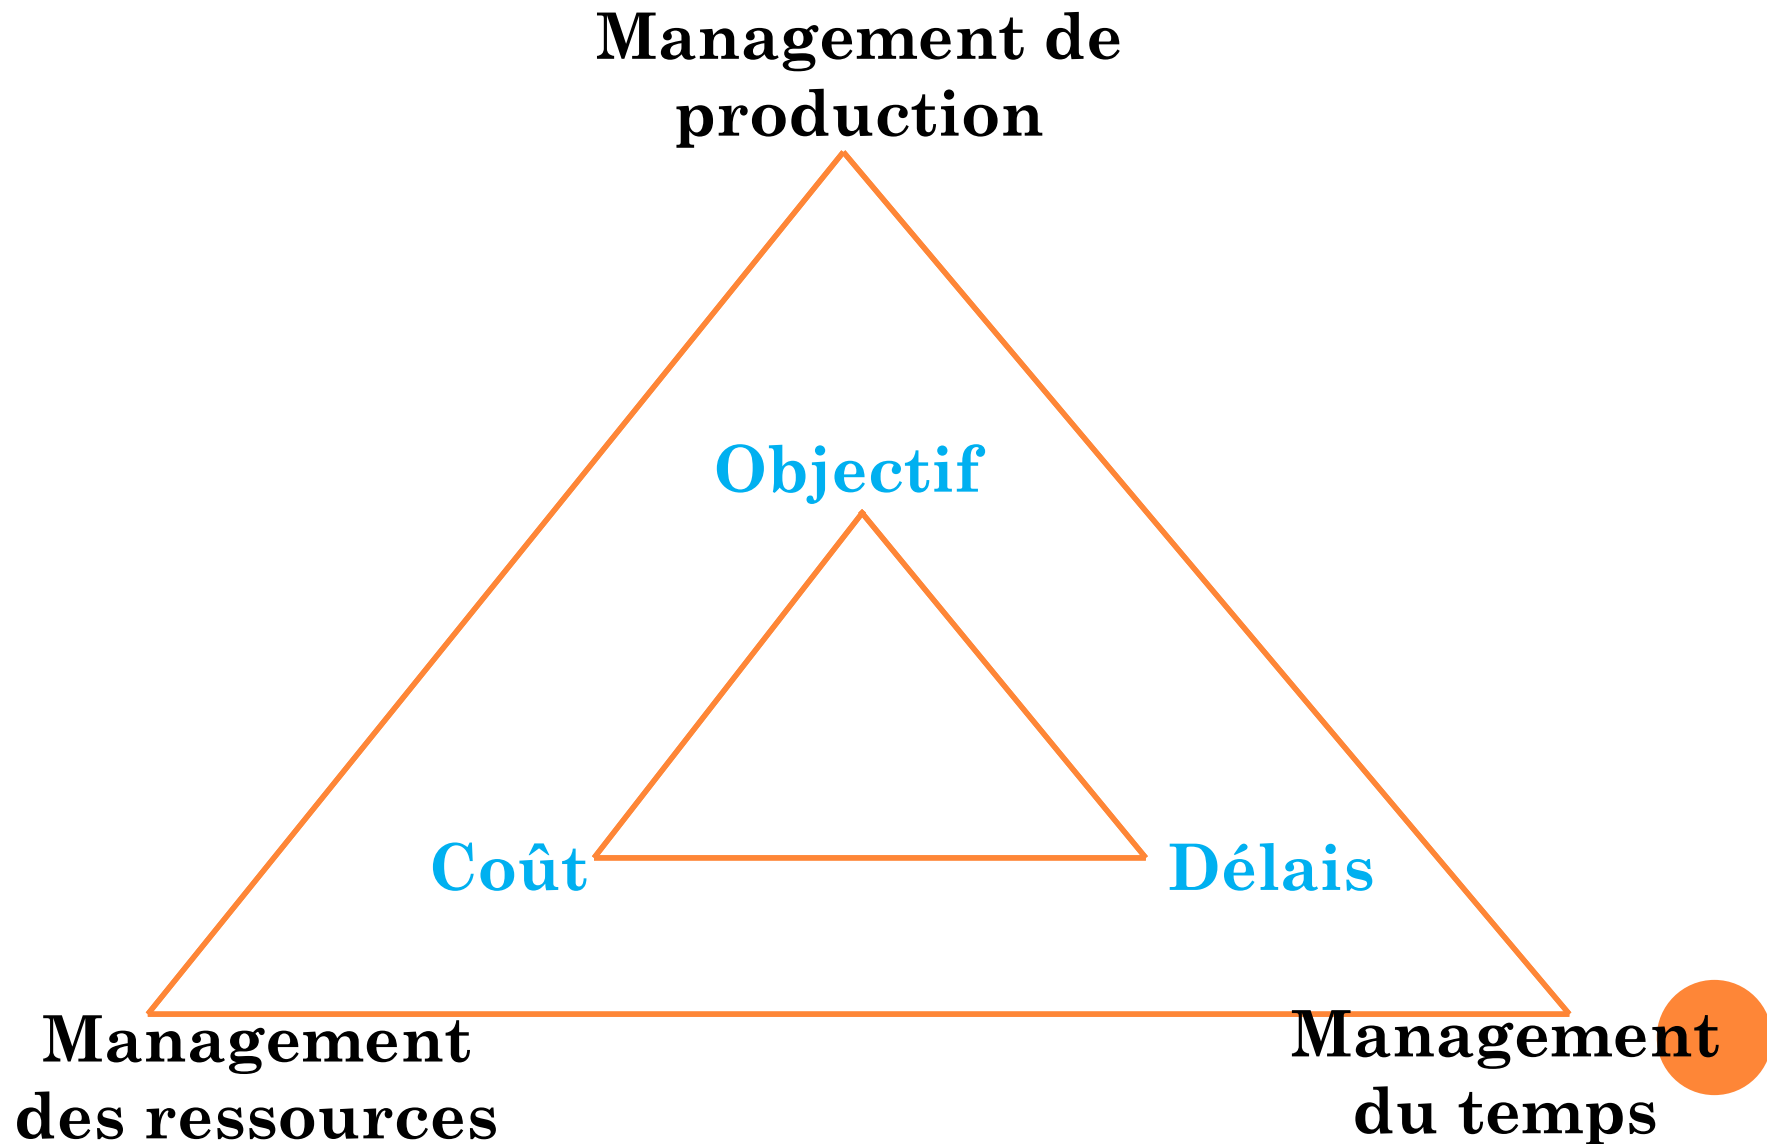 Management de
production
Objectif
Coût
Délais
Management
des ressources
Management
du temps